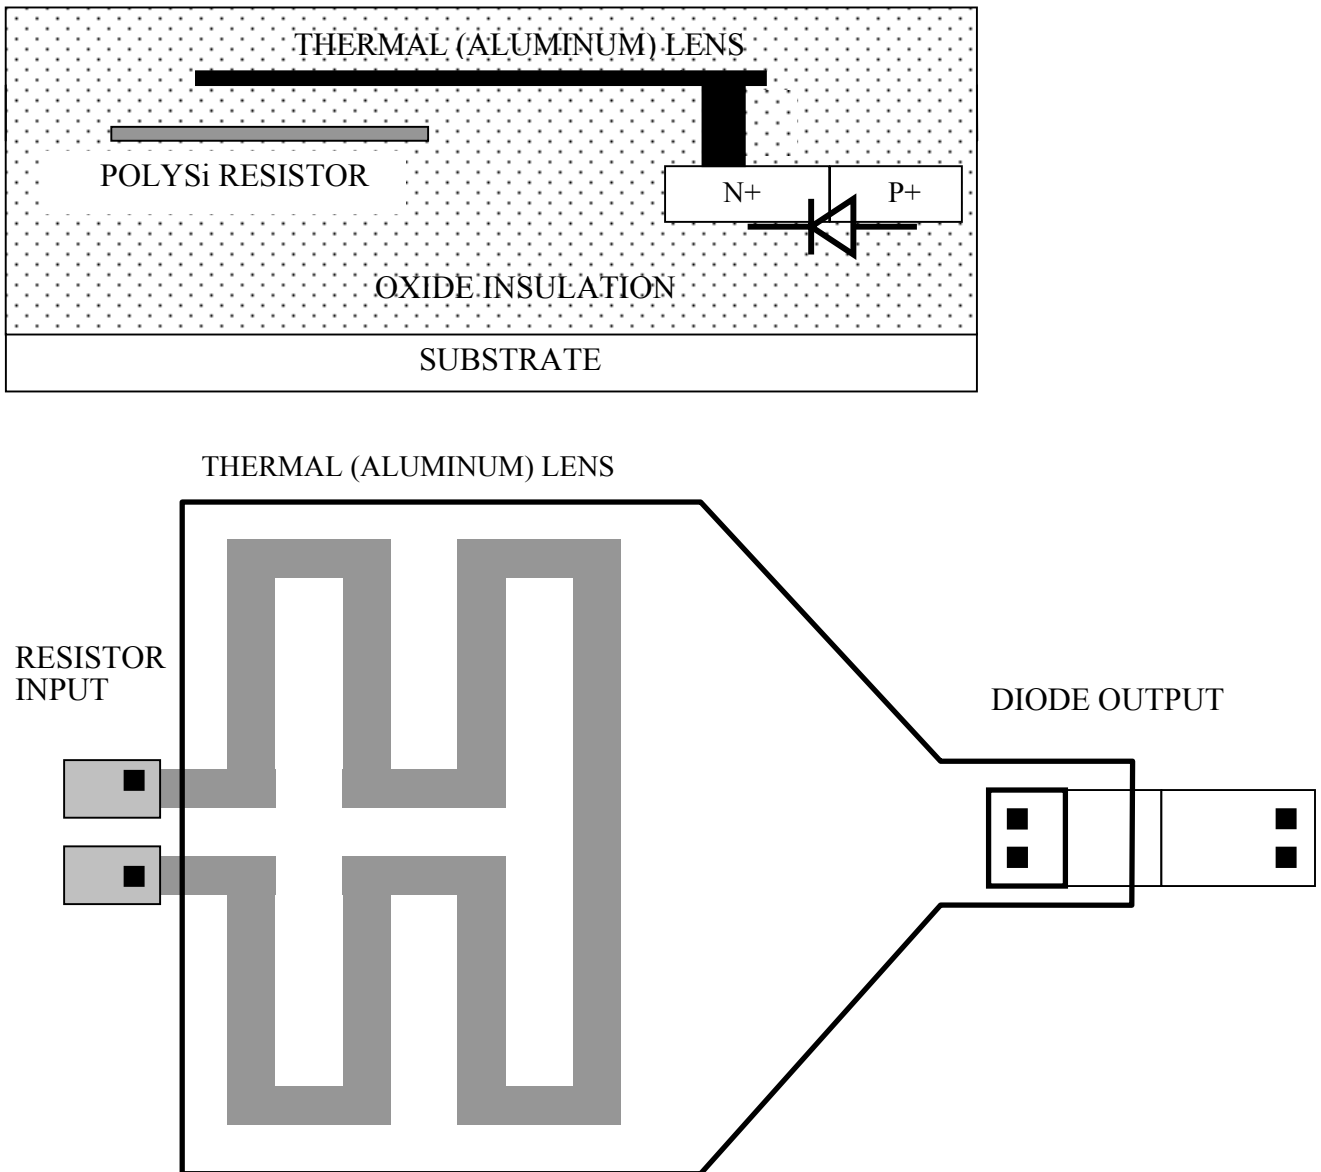 THERMAL (ALUMINUM) LENS
POLYSi RESISTOR
N+
P+
OXIDE INSULATION
SUBSTRATE
THERMAL (ALUMINUM) LENS
RESISTOR
INPUT
DIODE OUTPUT